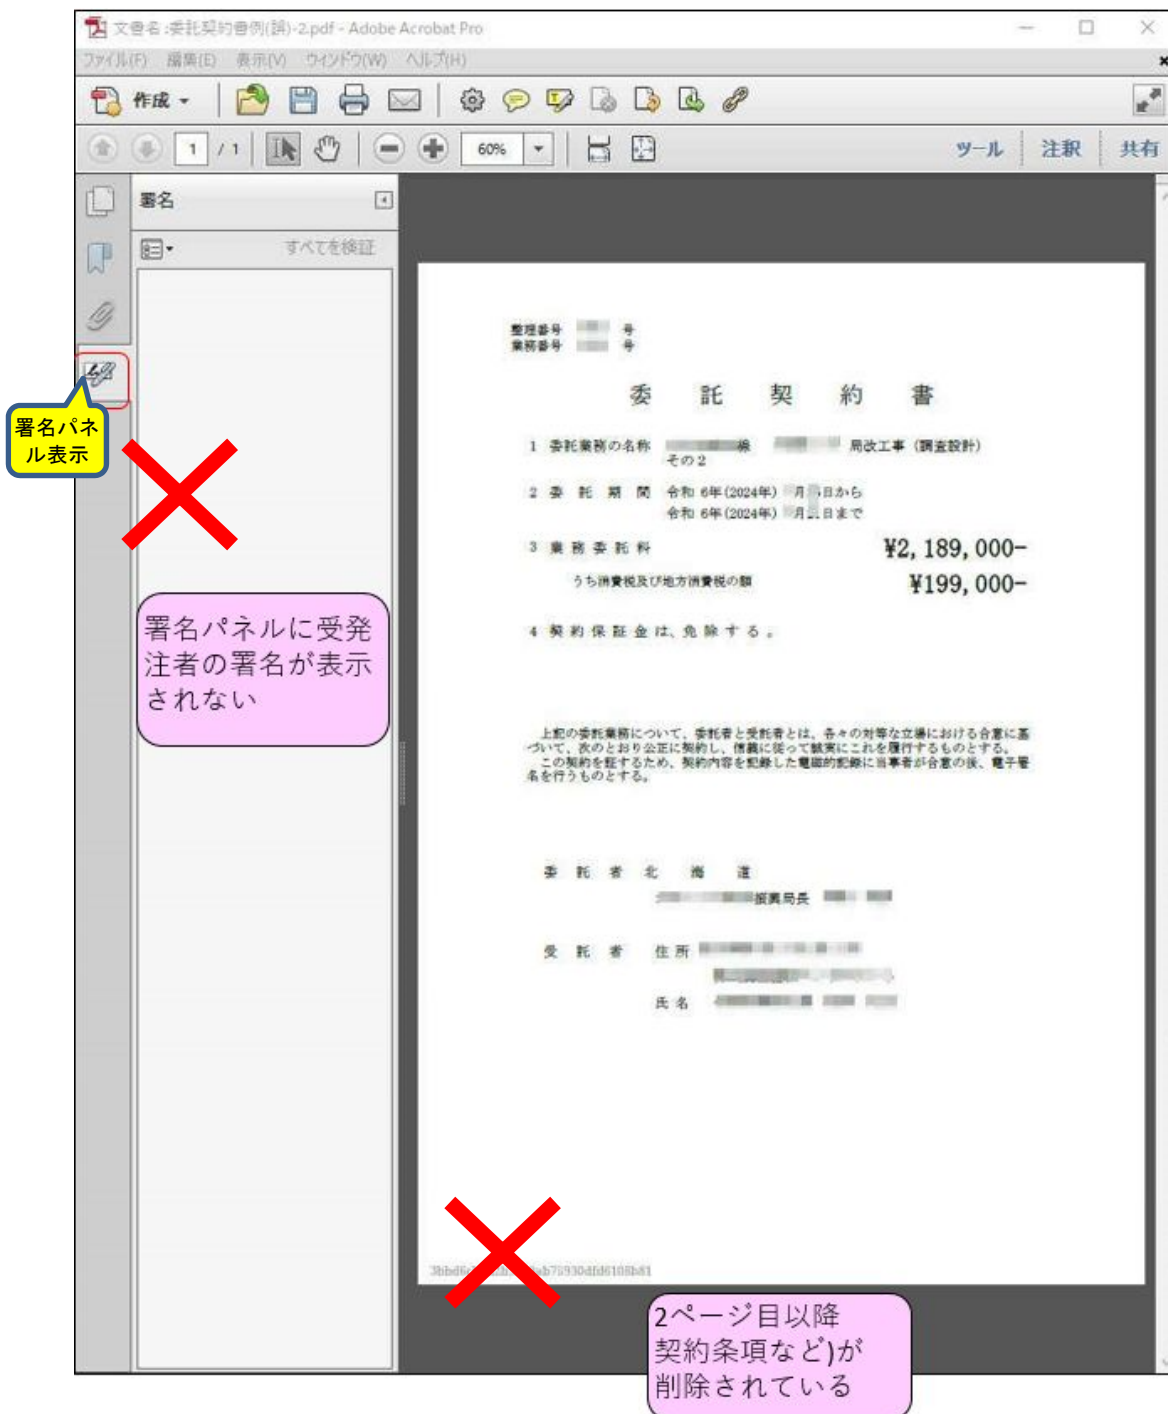 文書名:委託契約書例(誤)-2.pdf - Adobe Acrobat Pro
ファイル(F) 編集(E) 表示(V) ウインドウ(W) ヘルプ(H)
作成
1 / 1 60% ツール 注釈 共有
署名
すべてを検証
署名パネル表示
署名パネルに受発
注者の署名が表示
されない
整理番号 号
業務番号 号
委託契約書
1 委託業務の名称 線 局改工事(調査設計)
その2
2 委託期間 令和 6年(2024年) 月 日から
令和 6年(2024年) 月 日まで
3 業務委託料 ¥2,189,000-
うち消費税及び地方消費税の額 ¥199,000-
4 契約保証金は、免除する。
上記の委託業務について、委託者と受託者とは、各々の対等な立場における合意に基
づいて、次のとおり公正に契約し、信義に従って誠実にこれを履行するものとする。
この契約を証するため、契約内容を記録した電磁的記録に当事者が合意の後、電子署
名を行うものとする。
委託者 北海道
振興局長
受託者 住所
氏名
2ページ目以降
契約条項など)が
削除されている